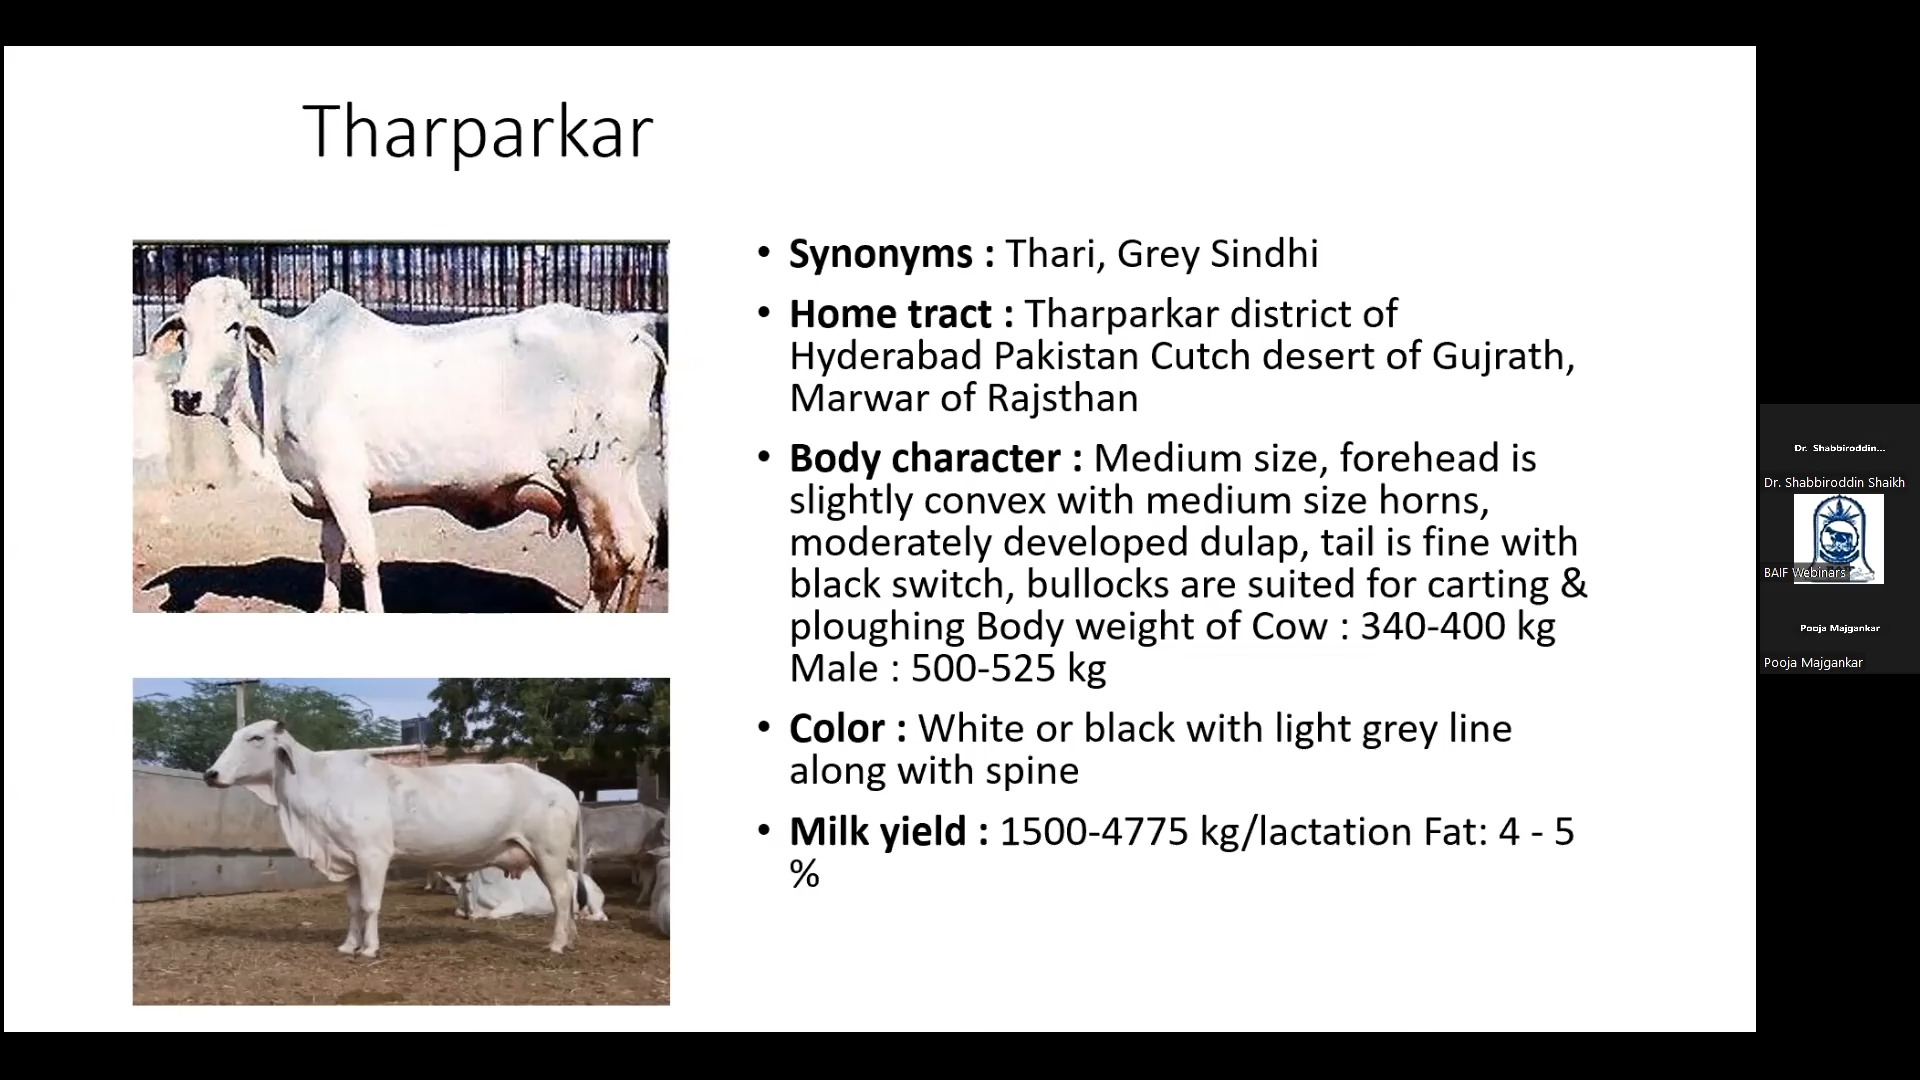 Tharparkar
• Synonyms : Thari, Grey Sindhi
• Home tract : Tharparkar district of
Hyderabad Pakistan Cutch desert of Gujrath,
Marwar of Rajsthan
• Body character : Medium size, forehead is
slightly convex with medium size horns,
moderately developed dulap, tail is fine with
black switch, bullocks are suited for carting &
ploughing Body weight of Cow : 340-400 kg
Male : 500-525 kg
• Color : White or black with light grey line
along with spine
• Milk yield : 1500-4775 kg/lactation Fat: 4 - 5
%
Dr. Shabbiroddin...
Dr. Shabbiroddin Shaikh
BAIF Webinars
Pooja Majgankar
Pooja Majgankar